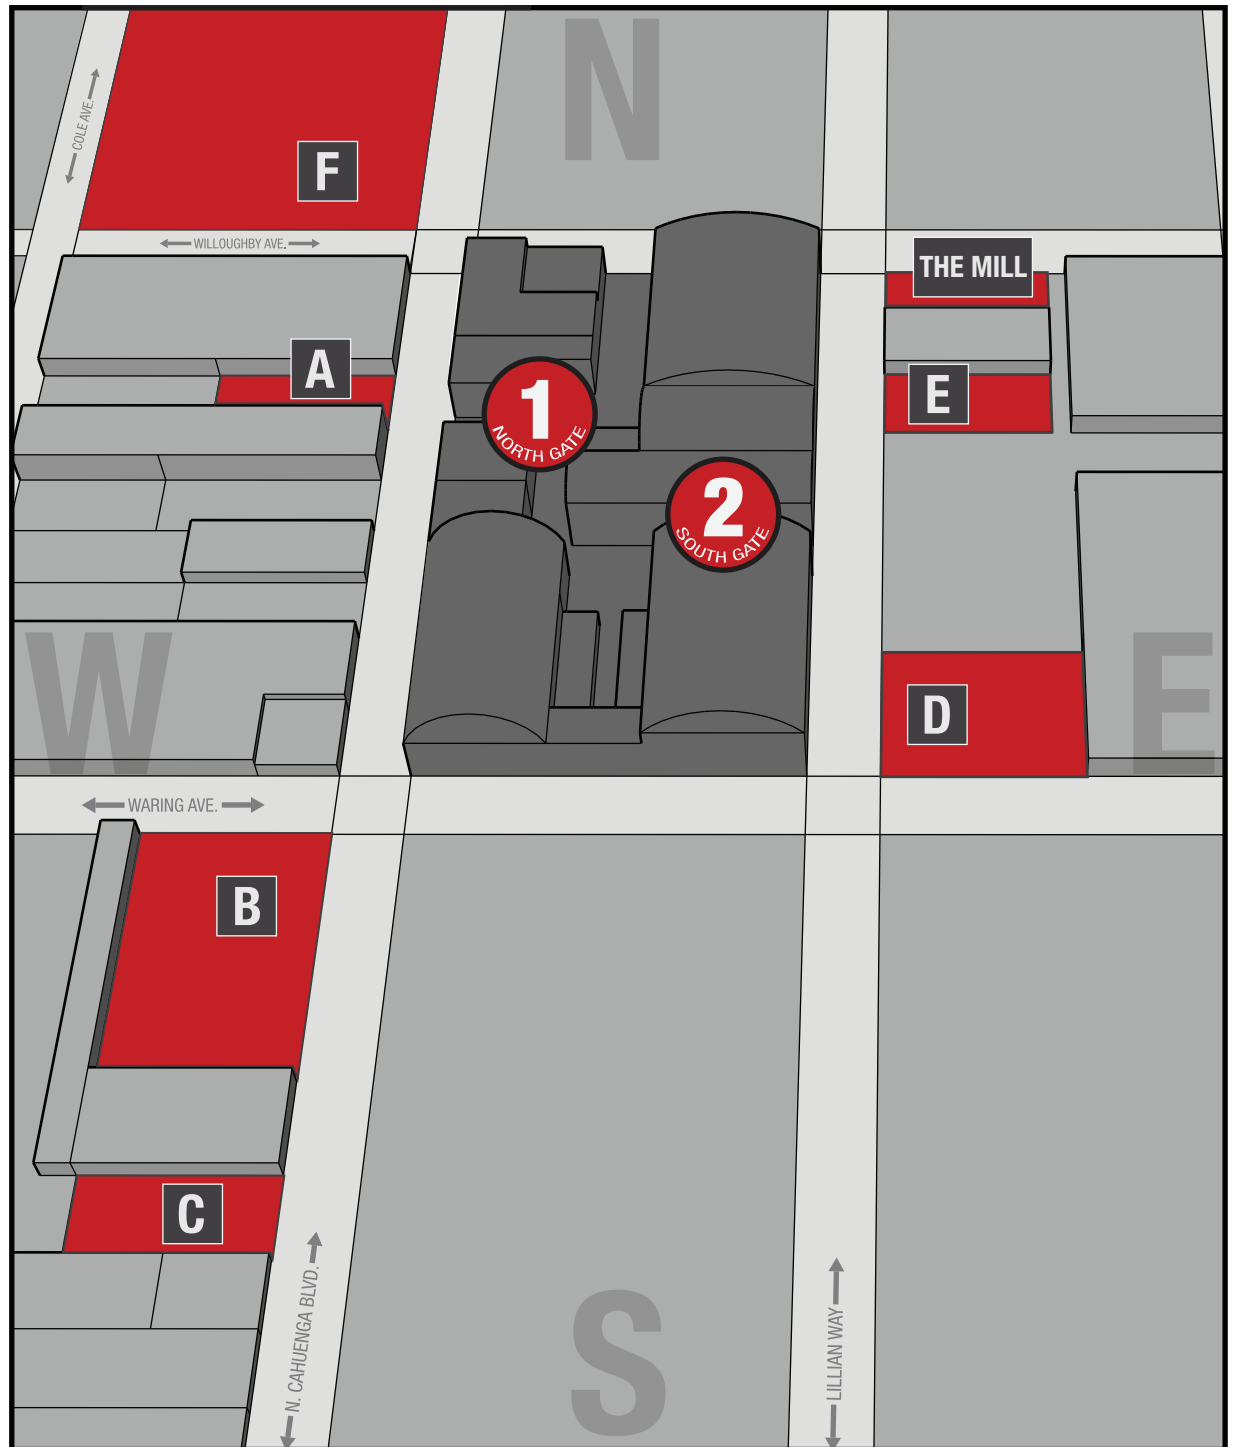 N
COLE AVE.
F
WILLOUGHBY AVE.
THE MILL
A
1
NORTH GATE
E
2
SOUTH GATE
W
E
D
WARING AVE.
B
C
N. CAHUENGA BLVD.
LILLIAN WAY
S